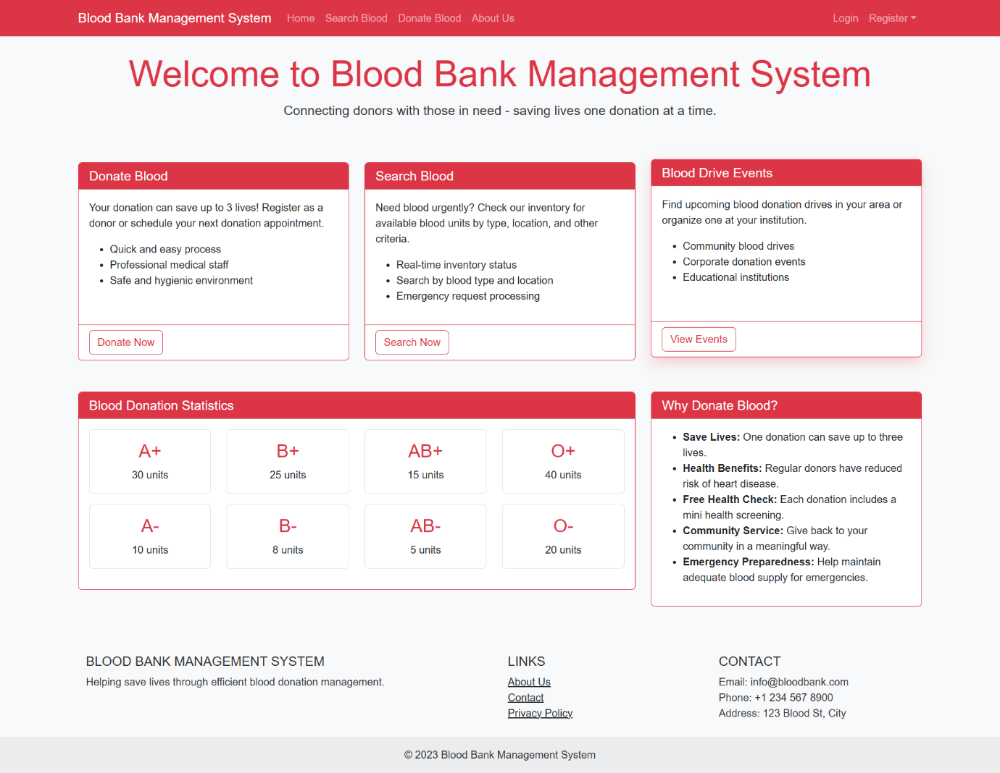 Blood Bank Management System Home Search Blood Donate Blood About Us Login Register
Welcome to Blood Bank Management System
Connecting donors with those in need - saving lives one donation at a time.
Donate Blood
Your donation can save up to 3 lives! Register as a
donor or schedule your next donation appointment.
• Quick and easy process
• Professional medical staff
• Safe and hygienic environment
Donate Now
Search Blood
Need blood urgently? Check our inventory for
available blood units by type, location, and other
criteria.
• Real-time inventory status
• Search by blood type and location
• Emergency request processing
Search Now
Blood Drive Events
Find upcoming blood donation drives in your area or
organize one at your institution.
• Community blood drives
• Corporate donation events
• Educational institutions
View Events
Blood Donation Statistics
A+
30 units
B+
25 units
AB+
15 units
O+
40 units
A-
10 units
B-
8 units
AB-
5 units
O-
20 units
Why Donate Blood?
• Save Lives: One donation can save up to three
lives.
• Health Benefits: Regular donors have reduced
risk of heart disease.
• Free Health Check: Each donation includes a
mini health screening.
• Community Service: Give back to your
community in a meaningful way.
• Emergency Preparedness: Help maintain
adequate blood supply for emergencies.
BLOOD BANK MANAGEMENT SYSTEM
Helping save lives through efficient blood donation management.
LINKS
About Us
Contact
Privacy Policy
CONTACT
Email: info@bloodbank.com
Phone: +1 234 567 8900
Address: 123 Blood St, City
© 2023 Blood Bank Management System